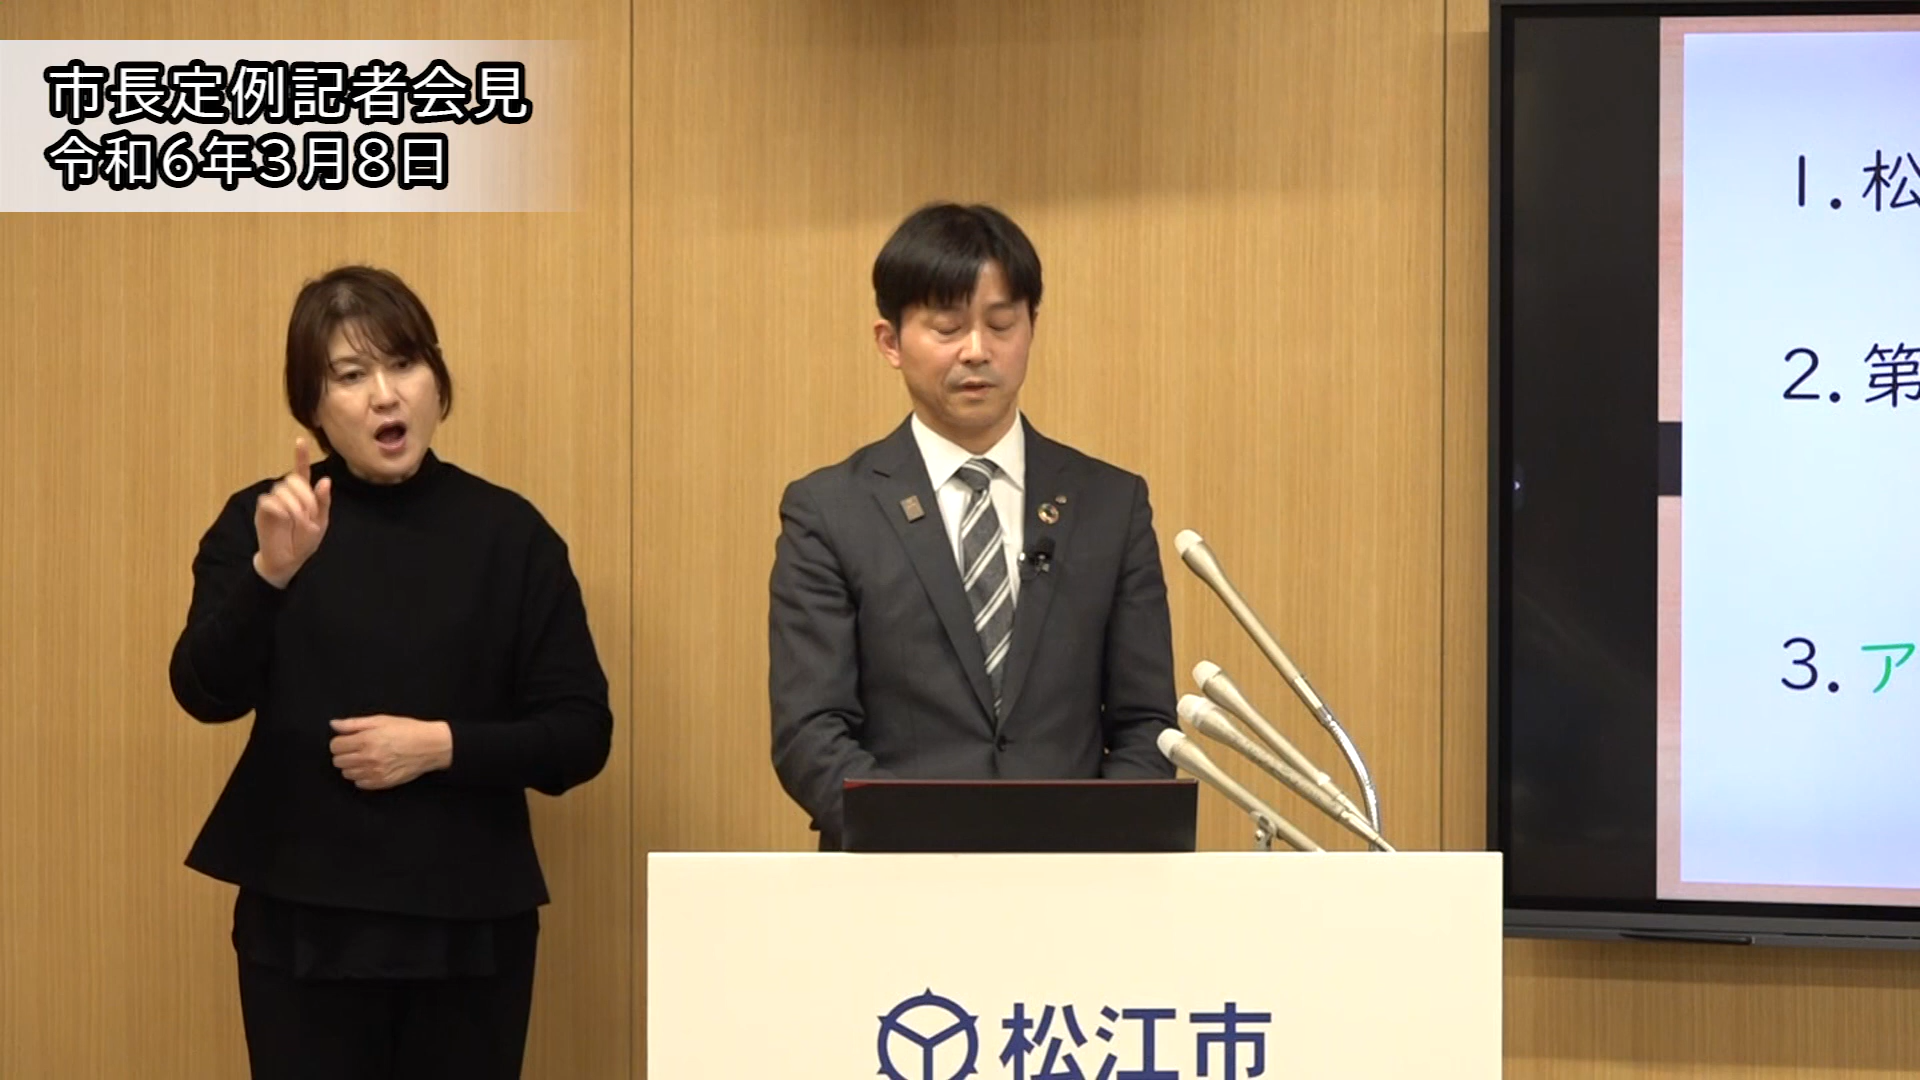 市長定例記者会見
令和6年3月8日
1. 松
2. 第
3. ア
松江市